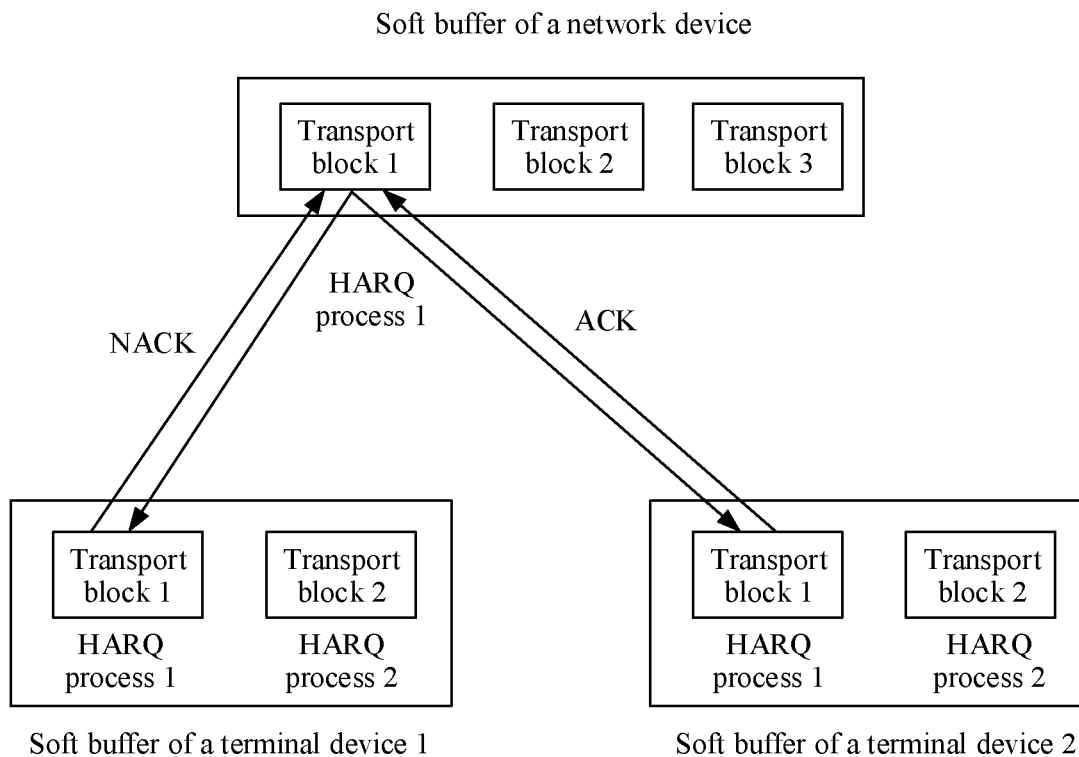 Soft buffer of a network device
Transport
block 1
Transport
block 2
Transport
block 3
HARQ
process 1
NACK
ACK
Transport
block 1
Transport
block 2
HARQ
process 1
HARQ
process 2
Soft buffer of a terminal device 1
Transport
block 1
Transport
block 2
HARQ
process 1
HARQ
process 2
Soft buffer of a terminal device 2